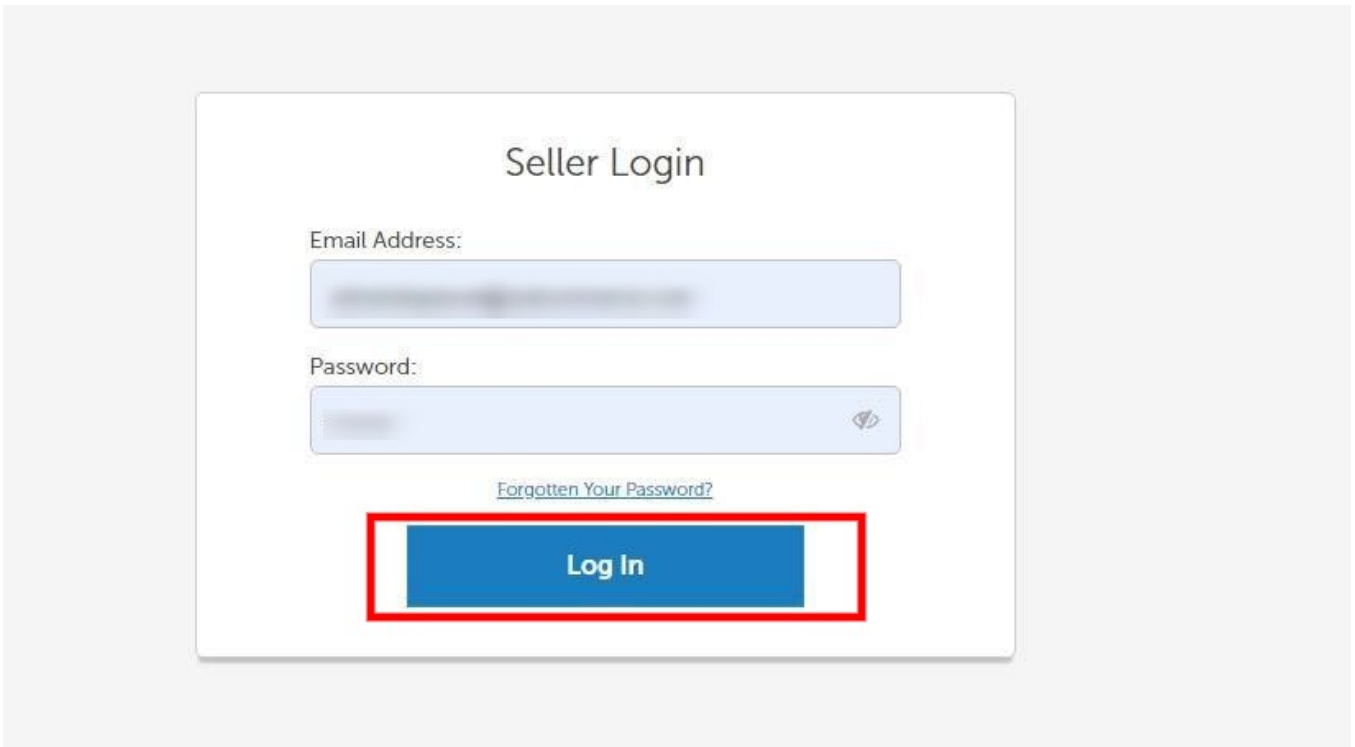 Seller Login
Email Address:
Password:
Forgotten Your Password?
Log In